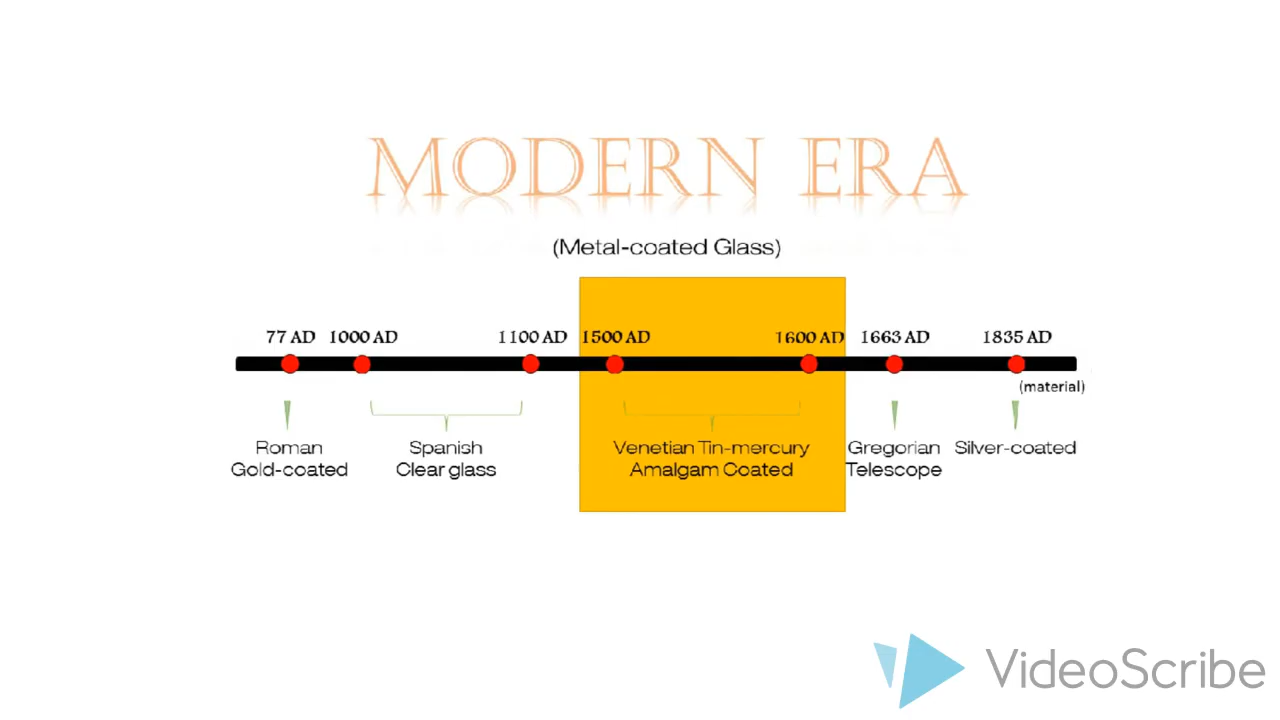 MODERN ERA
(Metal-coated Glass)
77 AD 1000 AD 1100 AD 1500 AD 1600 AD 1663 AD 1835 AD
(material)
Roman
Gold-coated
Spanish
Clear glass
Venetian Tin-mercury
Amalgam Coated
Gregorian
Telescope
Silver-coated
VideoScribe